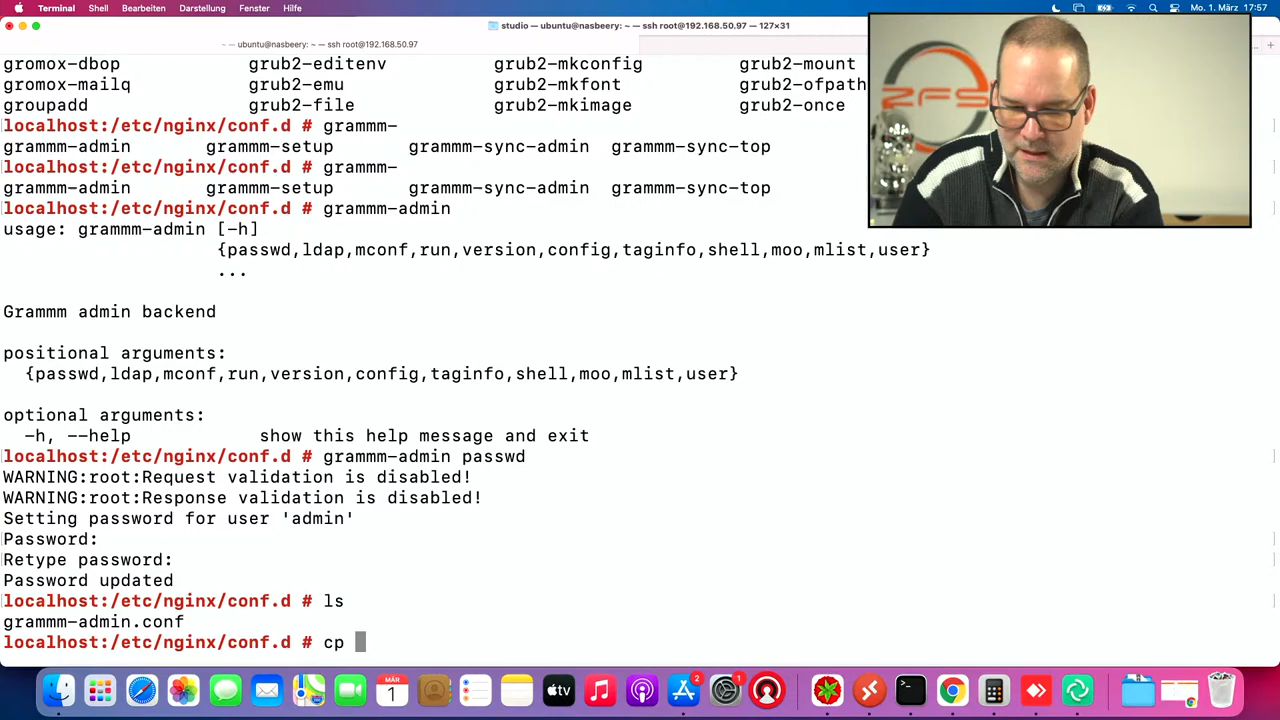 Terminal Shell Bearbeiten Darstellung Fenster Hilfe
Mo. 1. März 17:57
studio — ubuntu@nasbeery: ~ — ssh root@192.168.50.97 — 127×31
~ — ubuntu@nasbeery: ~ — ssh root@192.168.50.97
gromox-dbop grub2-editenv grub2-mkconfig grub2-mount
gromox-mailq grub2-emu grub2-mkfont grub2-ofpath
groupadd grub2-file grub2-mkimage grub2-once
localhost:/etc/nginx/conf.d # grammm-
grammm-admin grammm-setup grammm-sync-admin grammm-sync-top
localhost:/etc/nginx/conf.d # grammm-
grammm-admin grammm-setup grammm-sync-admin grammm-sync-top
localhost:/etc/nginx/conf.d # grammm-admin
usage: grammm-admin [-h]
{passwd,ldap,mconf,run,version,config,taginfo,shell,moo,mlist,user}
...
Grammm admin backend
positional arguments:
{passwd,ldap,mconf,run,version,config,taginfo,shell,moo,mlist,user}
optional arguments:
-h, --help show this help message and exit
localhost:/etc/nginx/conf.d # grammm-admin passwd
WARNING:root:Request validation is disabled!
WARNING:root:Response validation is disabled!
Setting password for user 'admin'
Password:
Retype password:
Password updated
localhost:/etc/nginx/conf.d # ls
grammm-admin.conf
localhost:/etc/nginx/conf.d # cp
ZFS
MÄR
1
tv
2
1